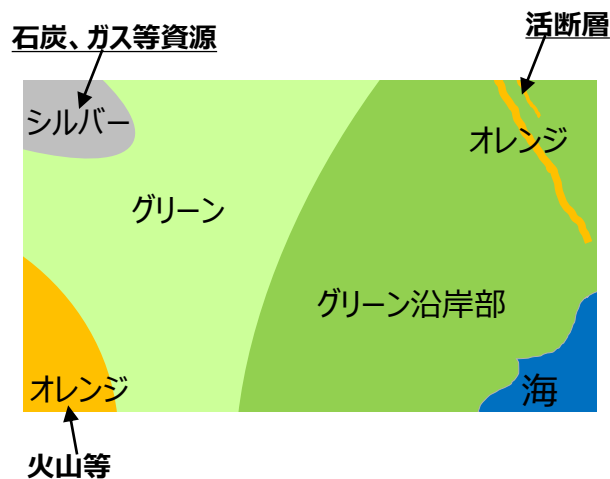 石炭、ガス等資源
活断層
シルバー
オレンジ
グリーン
グリーン沿岸部
オレンジ
海
火山等